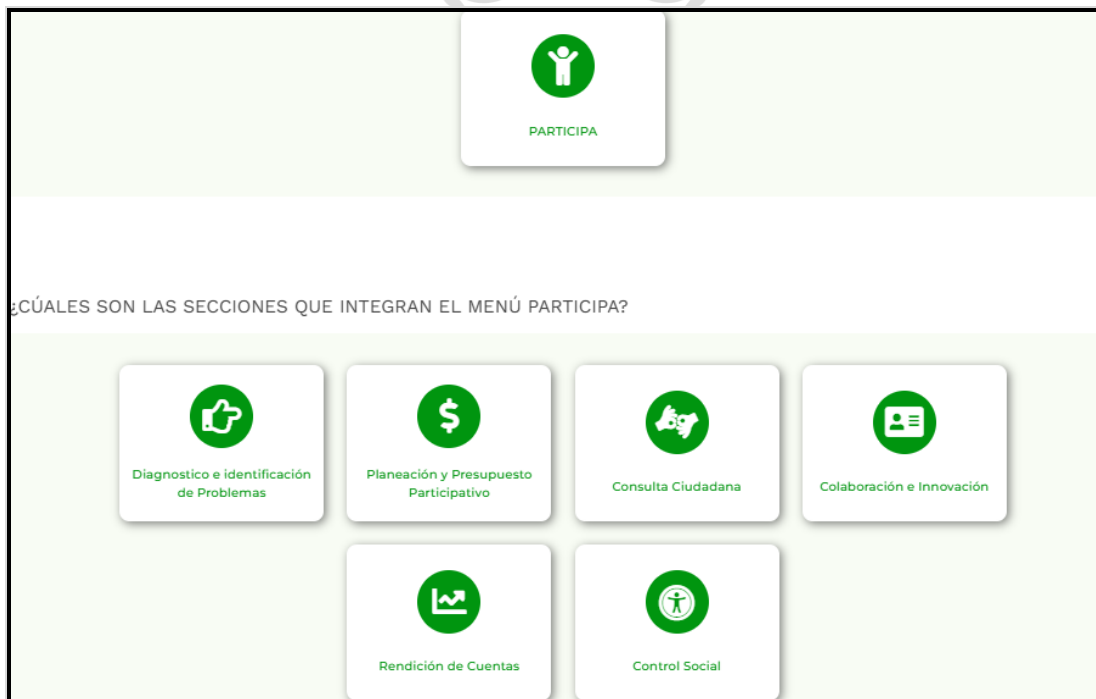 PARTICIPA
¿CÚALES SON LAS SECCIONES QUE INTEGRAN EL MENÚ PARTICIPA?
Diagnostico e identificación
de Problemas
Planeación y Presupuesto
Participativo
Consulta Ciudadana
Colaboración e Innovación
Rendición de Cuentas
Control Social